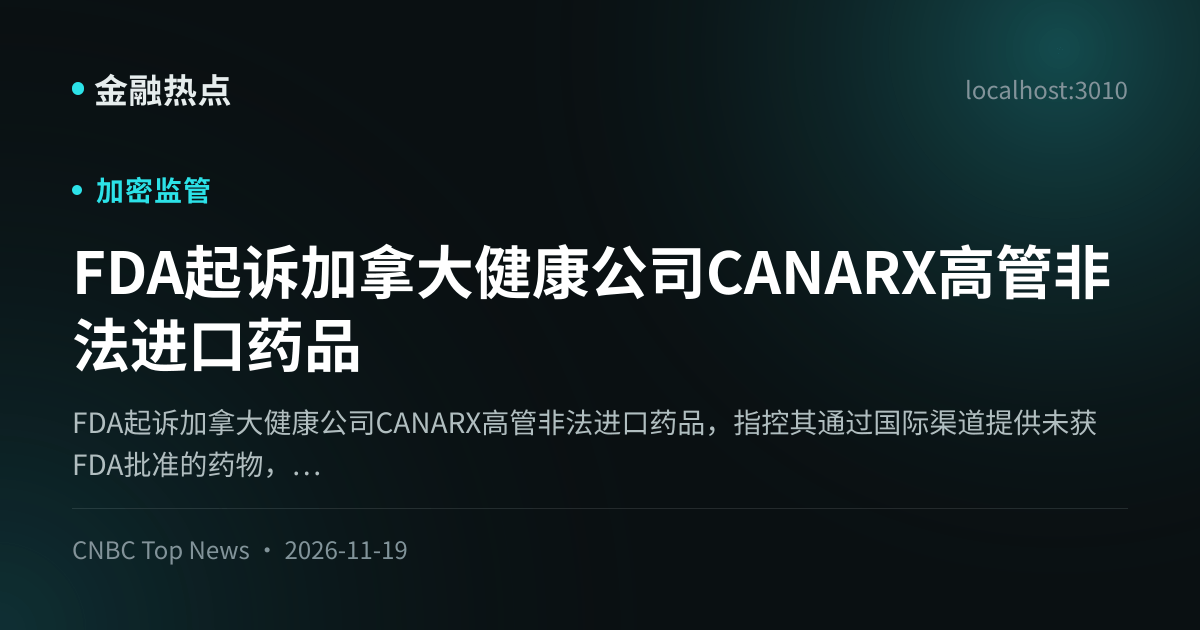 金融热点
localhost:3010
加密监管
FDA起诉加拿大健康公司CANARX高管非
法进口药品
FDA起诉加拿大健康公司CANARX高管非法进口药品，指控其通过国际渠道提供未获
FDA批准的药物，…
CNBC Top News · 2026-11-19